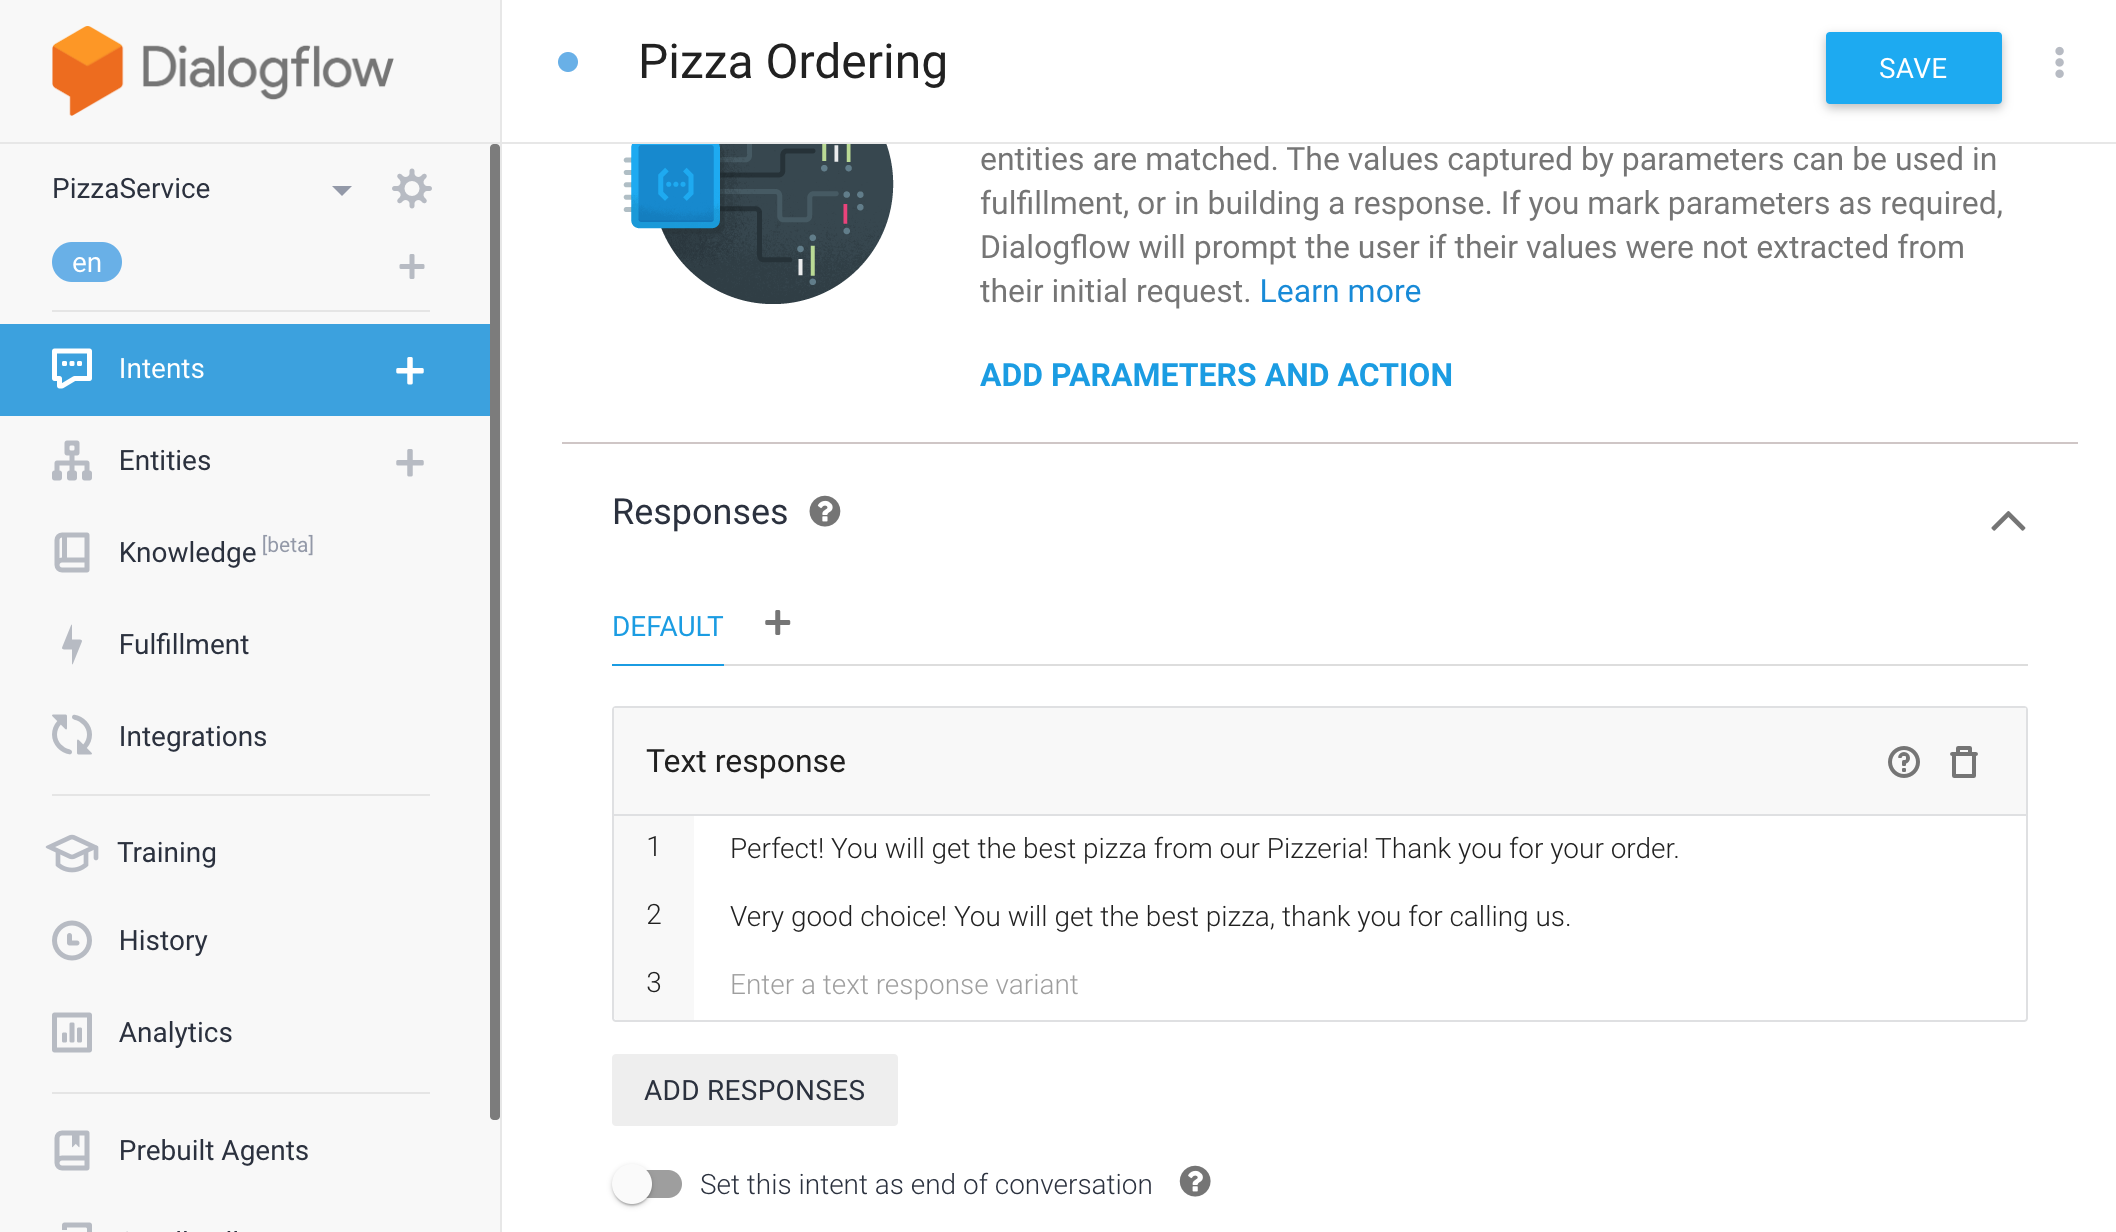 Dialogflow
PizzaService
en
Intents
Entities
Knowledge [beta]
Fulfillment
Integrations
Training
History
Analytics
Prebuilt Agents
Pizza Ordering
SAVE
entities are matched. The values captured by parameters can be used in
fulfillment, or in building a response. If you mark parameters as required,
Dialogflow will prompt the user if their values were not extracted from
their initial request. Learn more
ADD PARAMETERS AND ACTION
Responses
DEFAULT
Text response
1 Perfect! You will get the best pizza from our Pizzeria! Thank you for your order.
2 Very good choice! You will get the best pizza, thank you for calling us.
3 Enter a text response variant
ADD RESPONSES
Set this intent as end of conversation